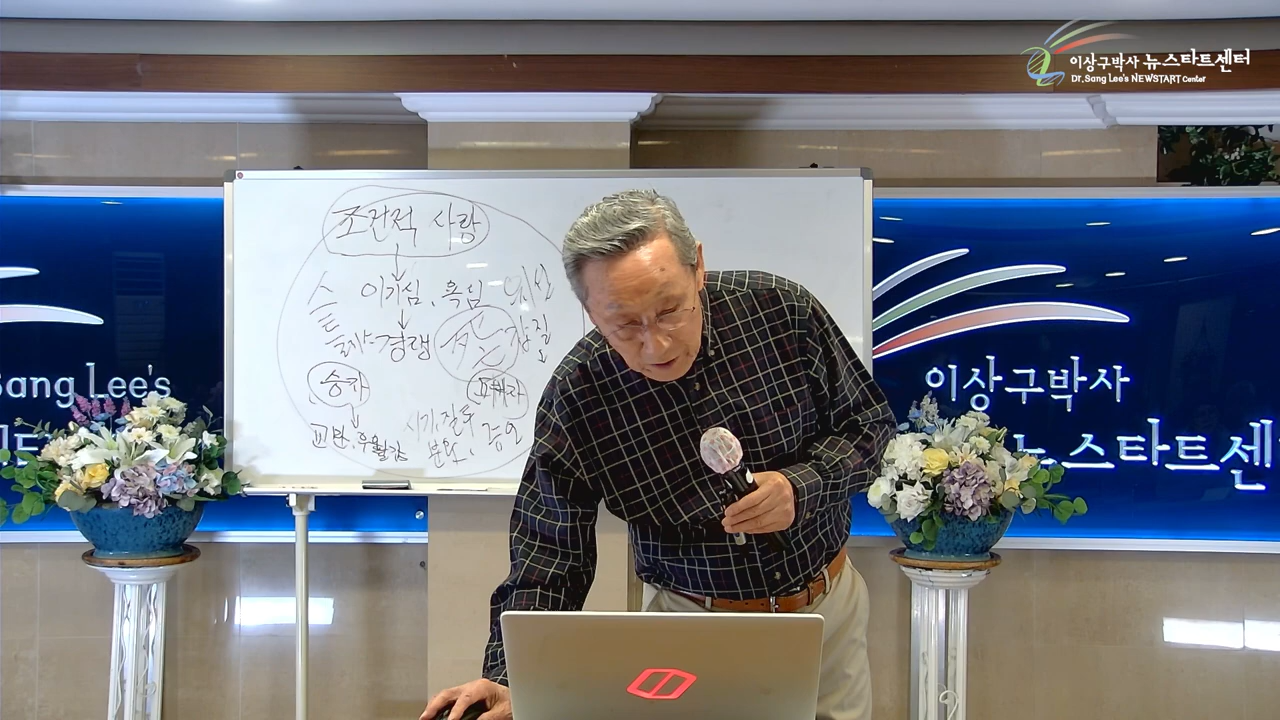 이상구박사 뉴스타트센터
Dr. Sang Lee's NEWSTART Center
조건적 사랑
이기심, 욕심
경쟁
승자
교만, 우월감
시기, 질투
분노, 증오
Sang Lee's
이상구박사
뉴스타트센